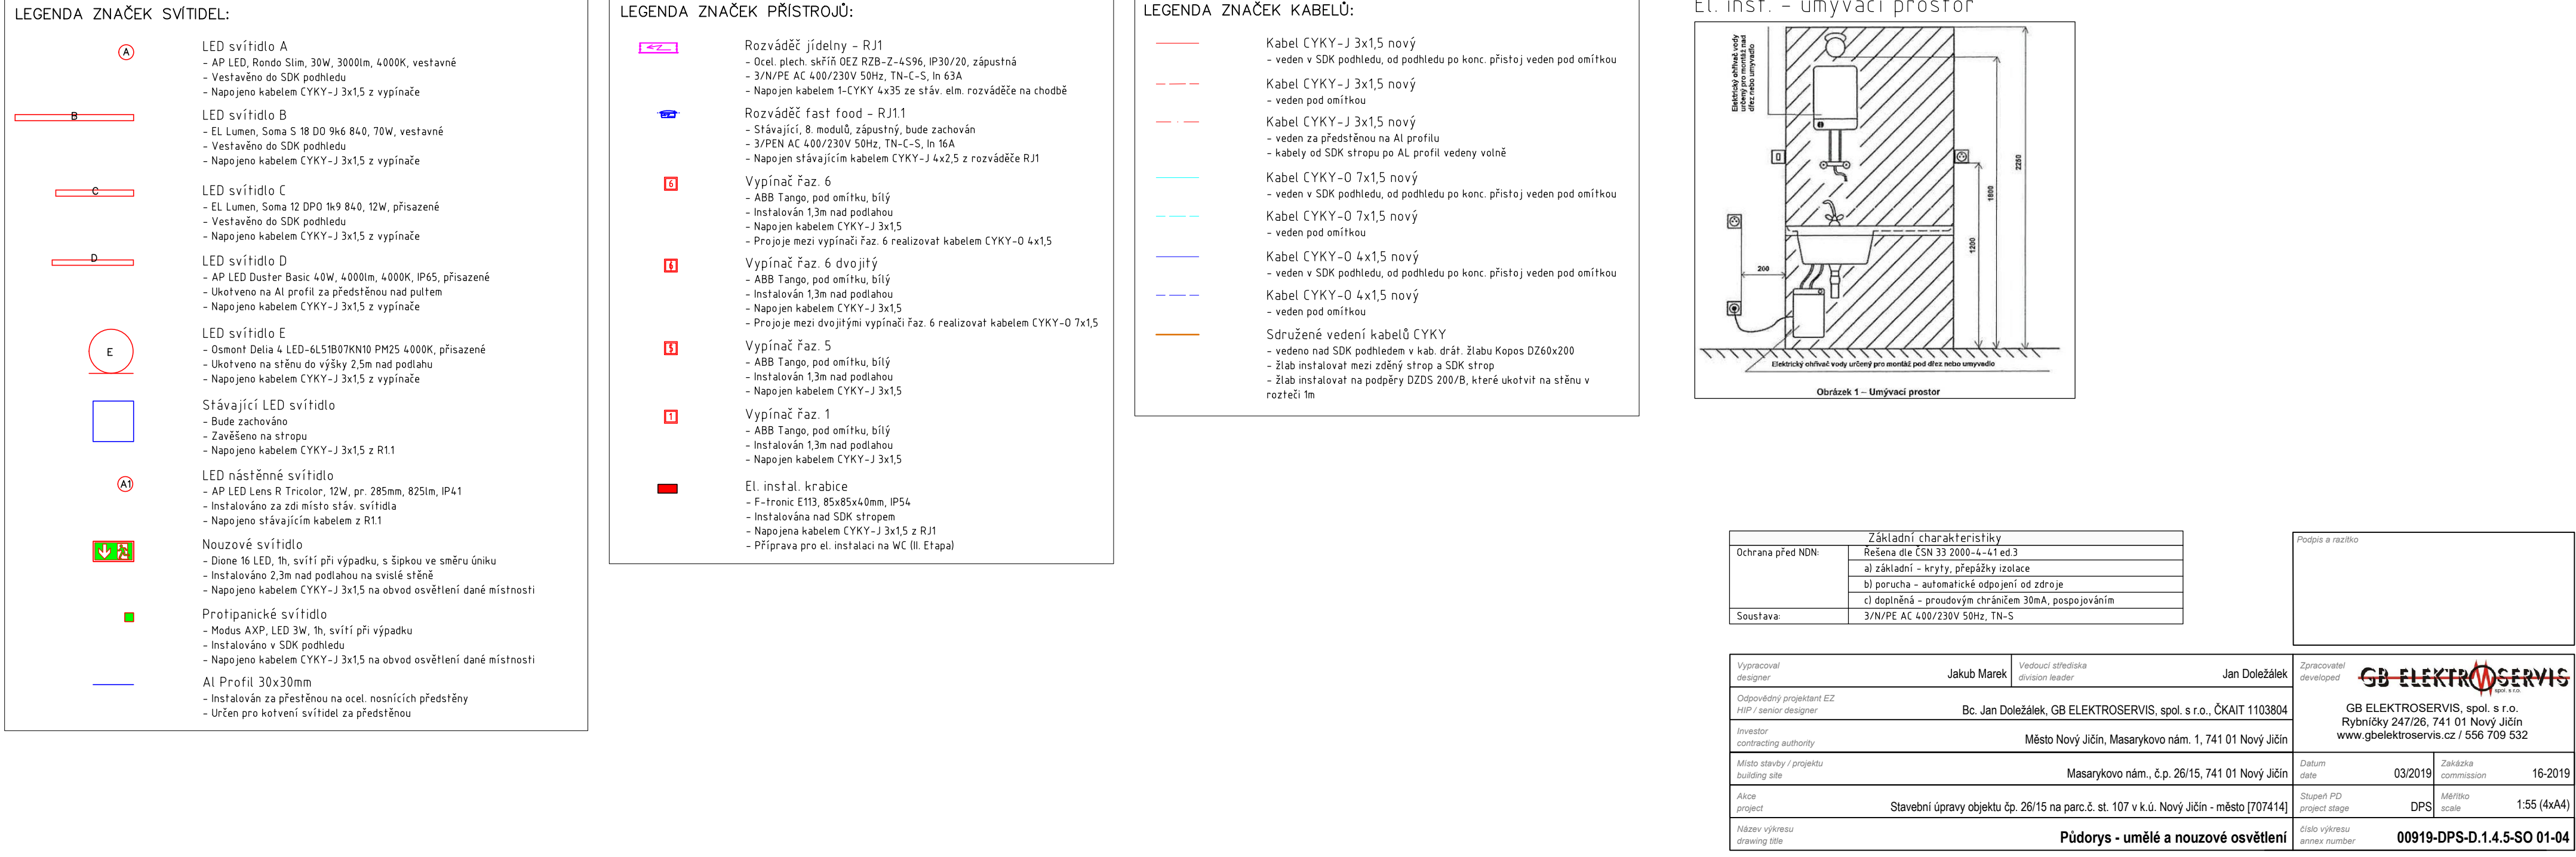 LEGENDA ZNAČEK SVÍTIDEL:
A
LED svítidlo A
- AP LED, Rondo Slim, 30W, 3000lm, 4000K, vestavné
- Vestavěno do SDK podhledu
- Napojeno kabelem CYKY-J 3x1,5 z vypínače
B
LED svítidlo B
- EL Lumen, Soma S 18 DO 9k6 840, 70W, vestavné
- Vestavěno do SDK podhledu
- Napojeno kabelem CYKY-J 3x1,5 z vypínače
C
LED svítidlo C
- EL Lumen, Soma 12 DPO 1k9 840, 12W, přisazené
- Vestavěno do SDK podhledu
- Napojeno kabelem CYKY-J 3x1,5 z vypínače
D
LED svítidlo D
- AP LED Duster Basic 40W, 4000lm, 4000K, IP65, přisazené
- Ukotveno na Al profil za předstěnou nad pultem
- Napojeno kabelem CYKY-J 3x1,5 z vypínače
E
LED svítidlo E
- Osmont Delia 4 LED-6L51B07KN10 PM25 4000K, přisazené
- Ukotveno na stěnu do výšky 2,5m nad podlahu
- Napojeno kabelem CYKY-J 3x1,5 z vypínače
Stávající LED svítidlo
- Bude zachováno
- Zavěšeno na stropu
- Napojeno kabelem CYKY-J 3x1,5 z R1.1
A1
LED nástěnné svítidlo
- AP LED Lens R Tricolor, 12W, pr. 285mm, 825lm, IP41
- Instalováno za zdi místo stáv. svítidla
- Napojeno stávajícím kabelem z R1.1
Nouzové svítidlo
- Dione 16 LED, 1h, svítí při výpadku, s šipkou ve směru úniku
- Instalováno 2,3m nad podlahou na svislé stěně
- Napojeno kabelem CYKY-J 3x1,5 na obvod osvětlení dané místnosti
Protipanické svítidlo
- Modus AXP, LED 3W, 1h, svítí při výpadku
- Instalováno v SDK podhledu
- Napojeno kabelem CYKY-J 3x1,5 na obvod osvětlení dané místnosti
Al Profil 30x30mm
- Instalován za přestěnou na ocel. nosnících předstěny
- Určen pro kotvení svítidel za předstěnou
LEGENDA ZNAČEK PŘÍSTROJŮ:
Rozváděč jídelny - RJ1
- Ocel. plech. skříň OEZ RZB-Z-4S96, IP30/20, zápustná
- 3/N/PE AC 400/230V 50Hz, TN-C-S, In 63A
- Napojen kabelem 1-CYKY 4x35 ze stáv. elm. rozváděče na chodbě
Rozváděč fast food - RJ1.1
- Stávající, 8. modulů, zápustný, bude zachován
- 3/PEN AC 400/230V 50Hz, TN-C-S, In 16A
- Napojen stávajícím kabelem CYKY-J 4x2,5 z rozváděče RJ1
6
Vypínač řaz. 6
- ABB Tango, pod omítku, bílý
- Instalován 1,3m nad podlahou
- Napojen kabelem CYKY-J 3x1,5
- Projoje mezi vypínači řaz. 6 realizovat kabelem CYKY-O 4x1,5
6
Vypínač řaz. 6 dvojitý
- ABB Tango, pod omítku, bílý
- Instalován 1,3m nad podlahou
- Napojen kabelem CYKY-J 3x1,5
- Projoje mezi dvojitými vypínači řaz. 6 realizovat kabelem CYKY-O 7x1,5
5
Vypínač řaz. 5
- ABB Tango, pod omítku, bílý
- Instalován 1,3m nad podlahou
- Napojen kabelem CYKY-J 3x1,5
1
Vypínač řaz. 1
- ABB Tango, pod omítku, bílý
- Instalován 1,3m nad podlahou
- Napojen kabelem CYKY-J 3x1,5
El. instal. krabice
- F-tronic E113, 85x85x40mm, IP54
- Instalována nad SDK stropem
- Napojena kabelem CYKY-J 3x1,5 z RJ1
- Příprava pro el. instalaci na WC (II. Etapa)
LEGENDA ZNAČEK KABELŮ:
Kabel CYKY-J 3x1,5 nový
- veden v SDK podhledu, od podhledu po konc. přístoj veden pod omítkou
Kabel CYKY-J 3x1,5 nový
- veden pod omítkou
Kabel CYKY-J 3x1,5 nový
- veden za předstěnou na Al profilu
- kabely od SDK stropu po AL profil vedeny volně
Kabel CYKY-O 7x1,5 nový
- veden v SDK podhledu, od podhledu po konc. přístoj veden pod omítkou
Kabel CYKY-O 7x1,5 nový
- veden pod omítkou
Kabel CYKY-O 4x1,5 nový
- veden v SDK podhledu, od podhledu po konc. přístoj veden pod omítkou
Kabel CYKY-O 4x1,5 nový
- veden pod omítkou
Sdružené vedení kabelů CYKY
- vedeno nad SDK podhledem v kab. drát. žlabu Kopos DZ60x200
- žlab instalovat mezi zděný strop a SDK strop
- žlab instalovat na podpěry DZDS 200/B, které ukotvit na stěnu v
rozteči 1m
El. inst. - umývací prostor
Elektrický ohřívač vody
určený pro montáž nad
dřez nebo umyvadlo
2250
1800
1200
200
Elektrický ohřívač vody určený pro montáž pod dřez nebo umyvadlo
Obrázek 1 – Umývací prostor
Základní charakteristiky
Ochrana před NDN: Řešena dle ČSN 33 2000-4-41 ed.3
a) základní - kryty, přepážky izolace
b) porucha - automatické odpojení od zdroje
c) doplněná - proudovým chráničem 30mA, pospojováním
Soustava: 3/N/PE AC 400/230V 50Hz, TN-S
Podpis a razítko
Vypracoval
designer
Jakub Marek
Vedoucí střediska
division leader
Jan Doležálek
Odpovědný projektant EZ
HIP / senior designer
Bc. Jan Doležálek, GB ELEKTROSERVIS, spol. s r.o., ČKAIT 1103804
Investor
contracting authority
Město Nový Jičín, Masarykovo nám. 1, 741 01 Nový Jičín
Místo stavby / projektu
building site
Masarykovo nám., č.p. 26/15, 741 01 Nový Jičín
Akce
project
Stavební úpravy objektu čp. 26/15 na parc.č. st. 107 v k.ú. Nový Jičín - město [707414]
Název výkresu
drawing title
Půdorys - umělé a nouzové osvětlení
Zpracovatel
developed
GB ELEKTROSERVIS
spol. s r.o.
GB ELEKTROSERVIS, spol. s r.o.
Rybníčky 247/26, 741 01 Nový Jičín
www.gbelektroservis.cz / 556 709 532
Datum
date
03/2019
Zakázka
commission
16-2019
Stupeň PD
project stage
DPS
Měřítko
scale
1:55 (4xA4)
číslo výkresu
annex number
00919-DPS-D.1.4.5-SO 01-04